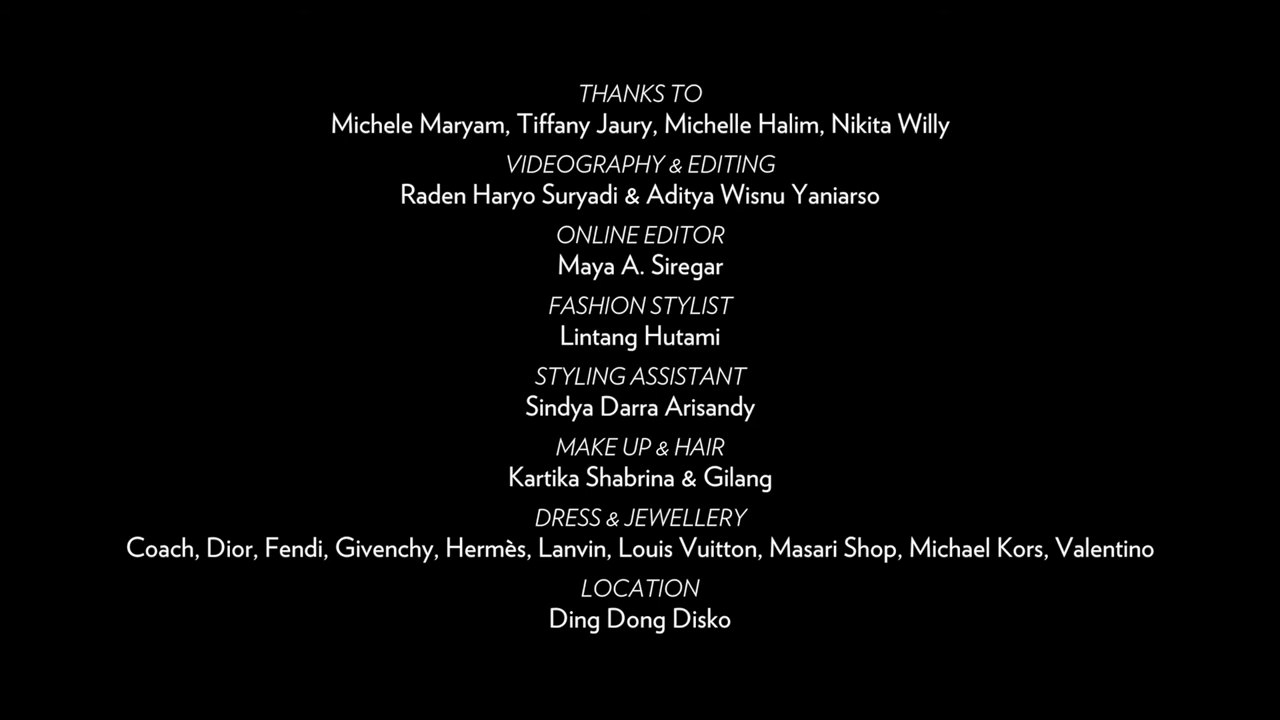 THANKS TO
Michele Maryam, Tiffany Jaury, Michelle Halim, Nikita Willy
VIDEOGRAPHY & EDITING
Raden Haryo Suryadi & Aditya Wisnu Yaniarso
ONLINE EDITOR
Maya A. Siregar
FASHION STYLIST
Lintang Hutami
STYLING ASSISTANT
Sindya Darra Arisandy
MAKE UP & HAIR
Kartika Shabrina & Gilang
DRESS & JEWELLERY
Coach, Dior, Fendi, Givenchy, Hermès, Lanvin, Louis Vuitton, Masari Shop, Michael Kors, Valentino
LOCATION
Ding Dong Disko